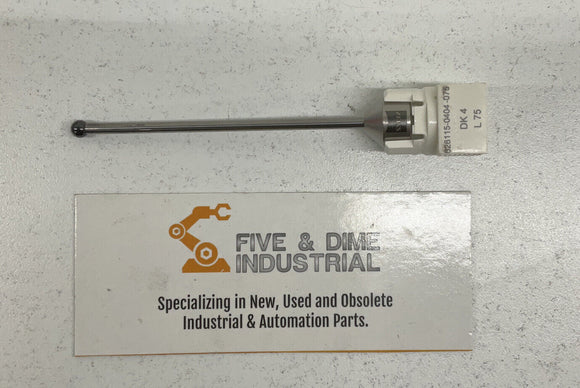 626115-0404-075
DK 4
L 75
FIVE & DIME
INDUSTRIAL
Specializing in New, Used and Obsolete
Industrial & Automation Parts.